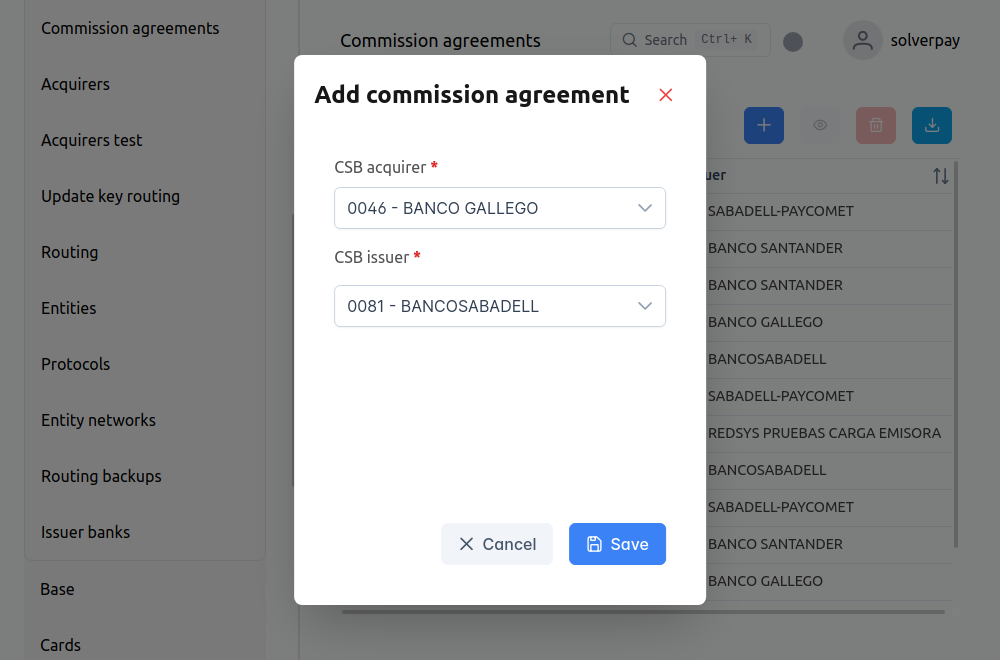 Commission agreements
Acquirers
Acquirers test
Update key routing
Routing
Entities
Protocols
Entity networks
Routing backups
Issuer banks
Base
Cards
Commission agreements
Search Ctrl+ K
solverpay
Add commission agreement
CSB acquirer *
0046 - BANCO GALLEGO
CSB issuer *
0081 - BANCOSABADELL
Cancel
Save
SABADELL-PAYCOMET
BANCO SANTANDER
BANCO SANTANDER
BANCO GALLEGO
BANCOSABADELL
SABADELL-PAYCOMET
REDSYS PRUEBAS CARGA EMISORA
BANCOSABADELL
SABADELL-PAYCOMET
BANCO SANTANDER
BANCO GALLEGO